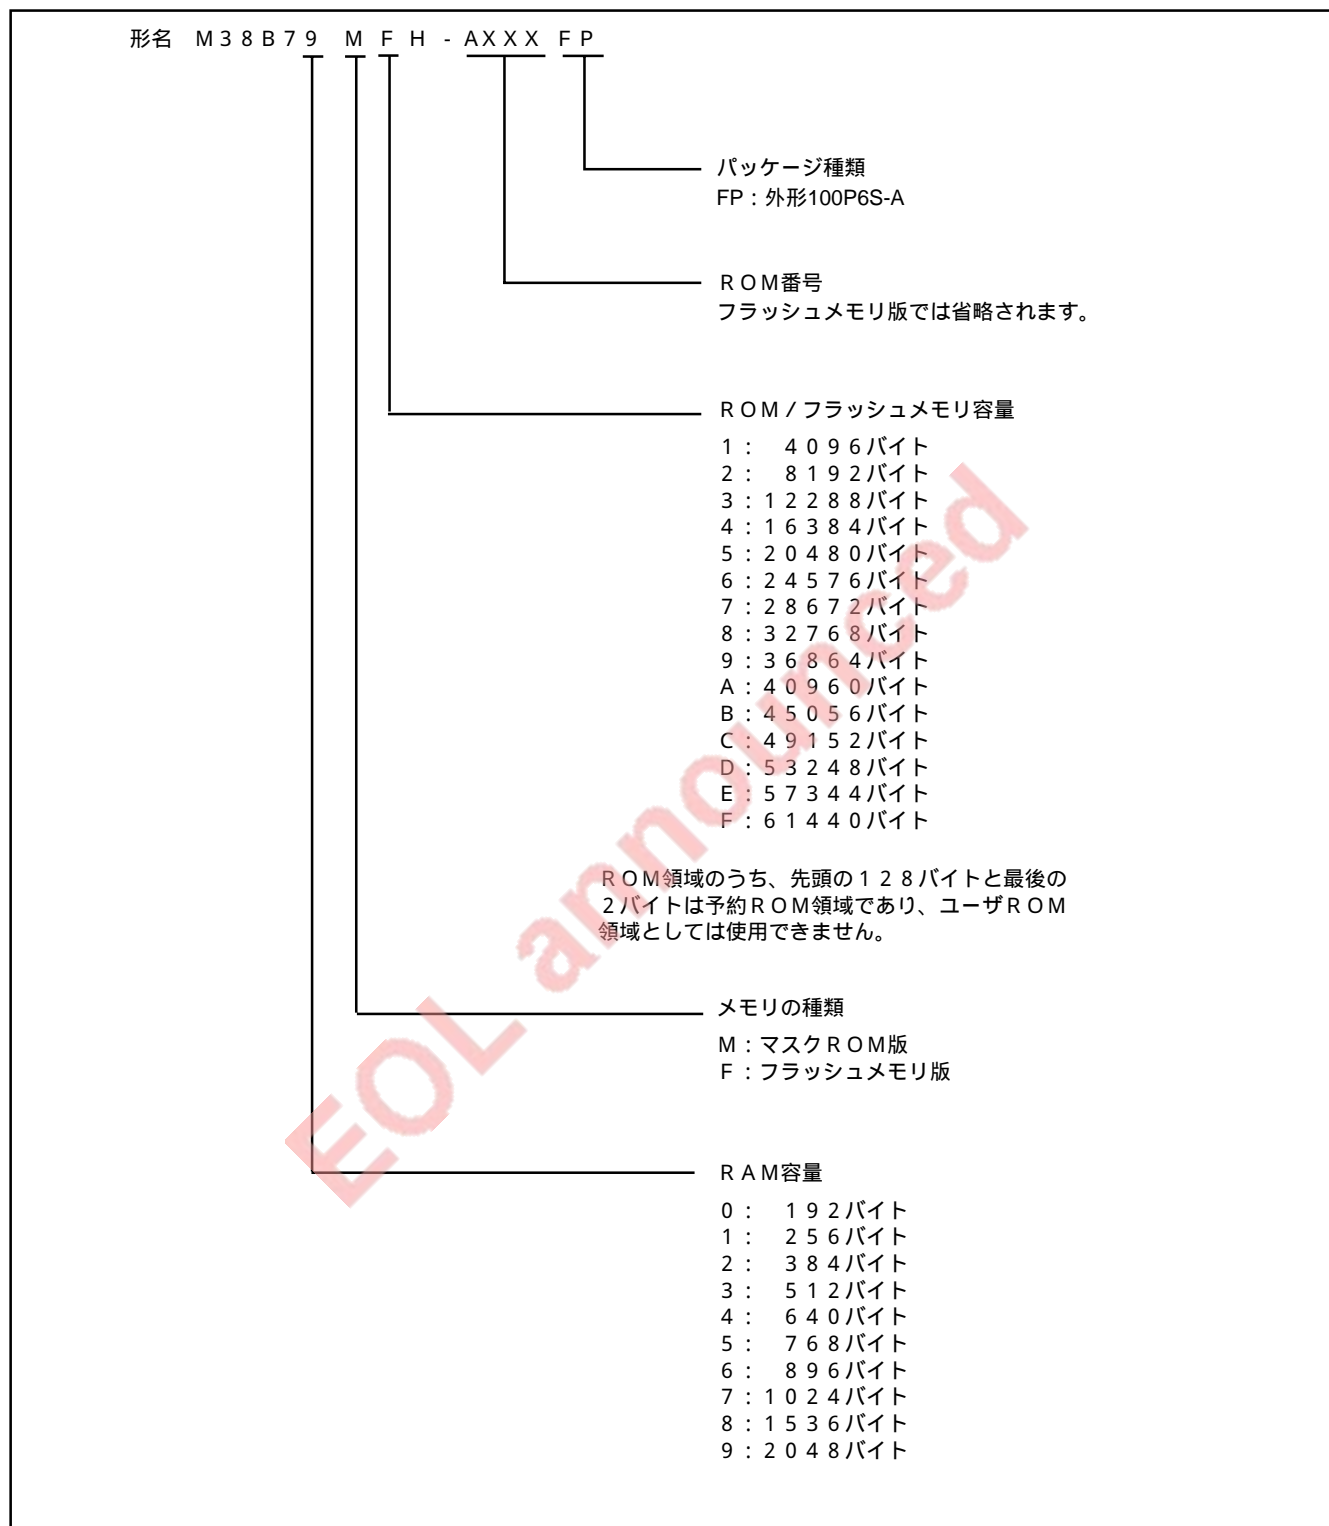 形名 M38B79 MFH-AXXX FP
パッケージ種類
FP：外形100P6S-A
ROM番号
フラッシュメモリ版では省略されます。
ROM/フラッシュメモリ容量
1： 4096バイト
2： 8192バイト
3：12288バイト
4：16384バイト
5：20480バイト
6：24576バイト
7：28672バイト
8：32768バイト
9：36864バイト
A：40960バイト
B：45056バイト
C：49152バイト
D：53248バイト
E：57344バイト
F：61440バイト
ROM領域のうち、先頭の128バイトと最後の
2バイトは予約ROM領域であり、ユーザROM
領域としては使用できません。
メモリの種類
M：マスクROM版
F：フラッシュメモリ版
RAM容量
0： 192バイト
1： 256バイト
2： 384バイト
3： 512バイト
4： 640バイト
5： 768バイト
6： 896バイト
7：1024バイト
8：1536バイト
9：2048バイト
EOL announced